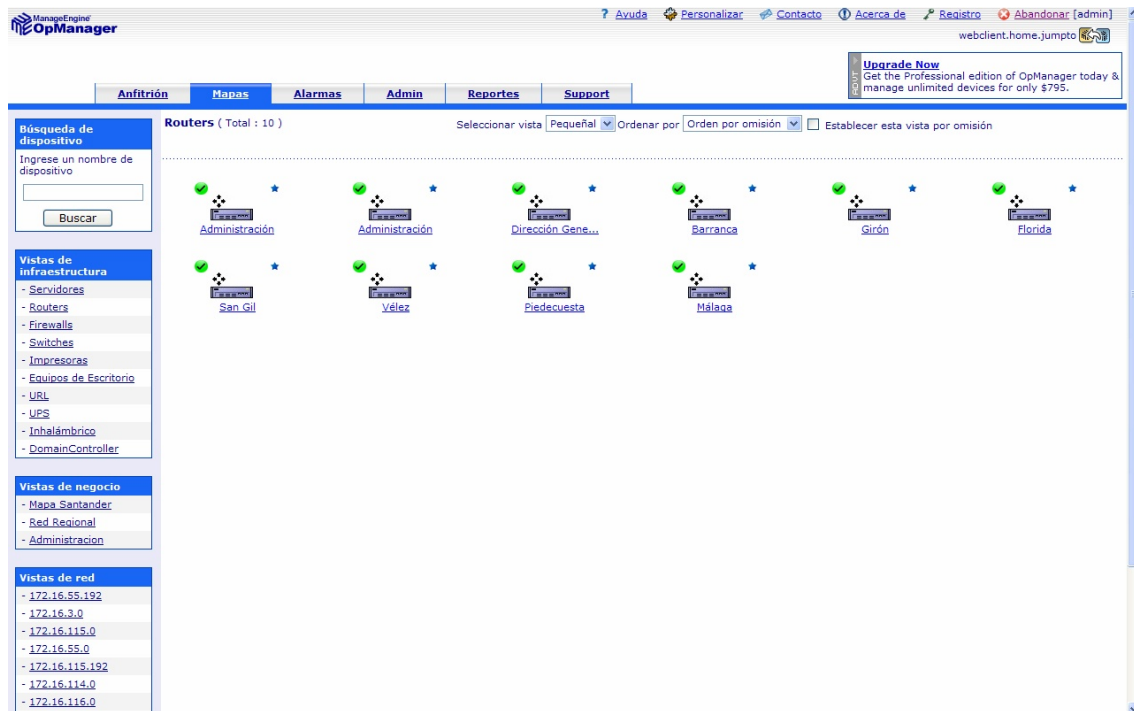 ManageEngine
OpManager
? Ayuda Personalizar Contacto Acerca de Registro Abandonar [admin]
webclient.home.jumpto
ADVT
Upgrade Now
Get the Professional edition of OpManager today &
manage unlimited devices for only $795.
Anfitrión Mapas Alarmas Admin Reportes Support
Búsqueda de
dispositivo
Ingrese un nombre de
dispositivo
Buscar
Vistas de
infraestructura
- Servidores
- Routers
- Firewalls
- Switches
- Impresoras
- Equipos de Escritorio
- URL
- UPS
- Inhalámbrico
- DomainController
Vistas de negocio
- Mapa Santander
- Red Regional
- Administracion
Vistas de red
- 172.16.55.192
- 172.16.3.0
- 172.16.115.0
- 172.16.55.0
- 172.16.115.192
- 172.16.114.0
- 172.16.116.0
Routers ( Total : 10 ) Seleccionar vista Pequeñal Ordenar por Orden por omisión Establecer esta vista por omisión
Administración Administración Dirección Gene... Barranca Girón Florida
San Gil Vélez Piedecuesta Málaga